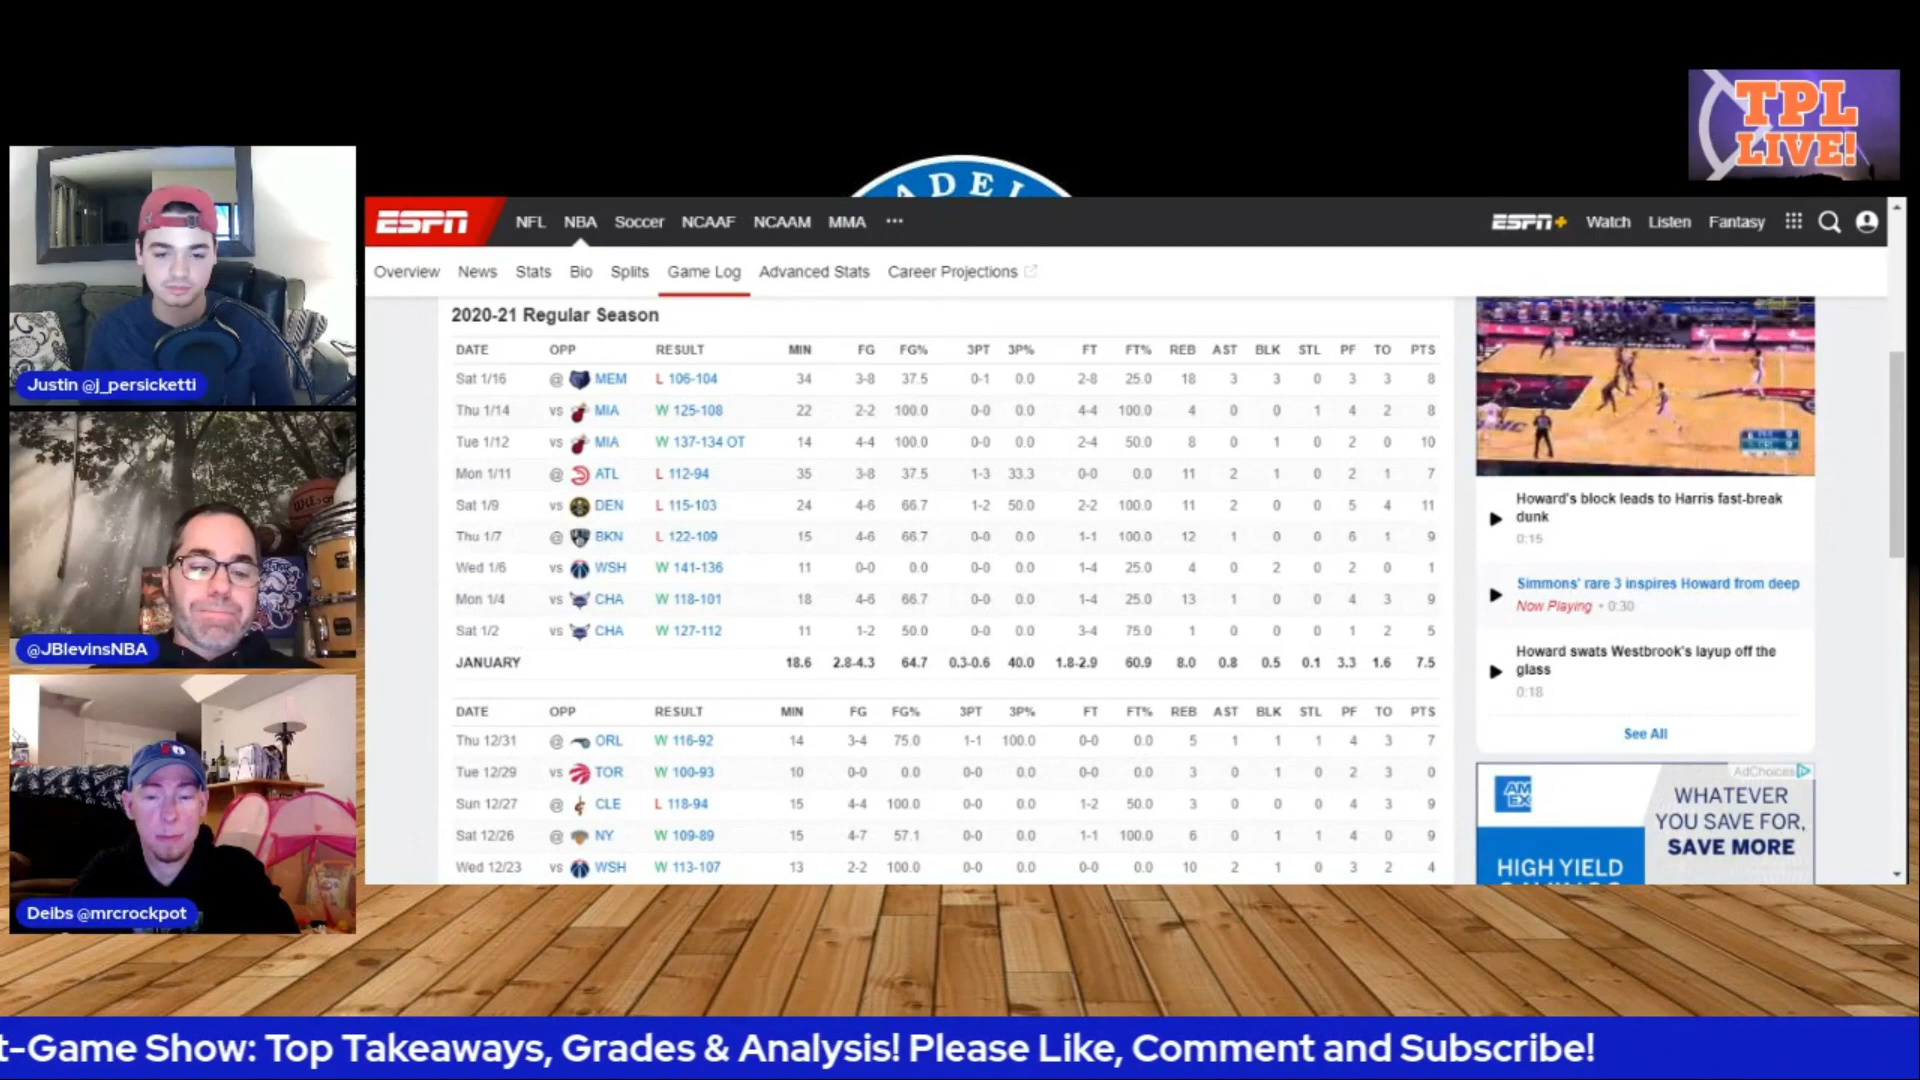 TPL
LIVE!
ADEL
ESPN NFL NBA Soccer NCAAF NCAAM MMA ··· ESPN+ Watch Listen Fantasy
Overview News Stats Bio Splits Game Log Advanced Stats Career Projections
2020-21 Regular Season
DATE OPP RESULT MIN FG FG% 3PT 3P% FT FT% REB AST BLK STL PF TO PTS
Sat 1/16 @ MEM L 106-104 34 3-8 37.5 0-1 0.0 2-8 25.0 18 3 3 0 3 3 8
Thu 1/14 vs MIA W 125-108 22 2-2 100.0 0-0 0.0 4-4 100.0 4 0 0 1 4 2 8
Tue 1/12 vs MIA W 137-134 OT 14 4-4 100.0 0-0 0.0 2-4 50.0 8 0 1 0 2 0 10
Mon 1/11 @ ATL L 112-94 35 3-8 37.5 1-3 33.3 0-0 0.0 11 2 1 0 2 1 7
Sat 1/9 vs DEN L 115-103 24 4-6 66.7 1-2 50.0 2-2 100.0 11 2 0 0 5 4 11
Thu 1/7 @ BKN L 122-109 15 4-6 66.7 0-0 0.0 1-1 100.0 12 1 0 0 6 1 9
Wed 1/6 vs WSH W 141-136 11 0-0 0.0 0-0 0.0 1-4 25.0 4 0 2 0 2 0 1
Mon 1/4 vs CHA W 118-101 18 4-6 66.7 0-0 0.0 1-4 25.0 13 1 0 0 4 3 9
Sat 1/2 vs CHA W 127-112 11 1-2 50.0 0-0 0.0 3-4 75.0 1 0 0 0 1 2 5
JANUARY 18.6 2.8-4.3 64.7 0.3-0.6 40.0 1.8-2.9 60.9 8.0 0.8 0.5 0.1 3.3 1.6 7.5
DATE OPP RESULT MIN FG FG% 3PT 3P% FT FT% REB AST BLK STL PF TO PTS
Thu 12/31 @ ORL W 116-92 14 3-4 75.0 1-1 100.0 0-0 0.0 5 1 1 1 4 3 7
Tue 12/29 vs TOR W 100-93 10 0-0 0.0 0-0 0.0 0-0 0.0 3 0 1 0 2 3 0
Sun 12/27 @ CLE L 118-94 15 4-4 100.0 0-0 0.0 1-2 50.0 3 0 0 0 4 3 9
Sat 12/26 @ NY W 109-89 15 4-7 57.1 0-0 0.0 1-1 100.0 6 0 1 1 4 0 9
Wed 12/23 vs WSH W 113-107 13 2-2 100.0 0-0 0.0 0-0 0.0 10 2 1 0 3 2 4
Howard's block leads to Harris fast-break
dunk
0:15
Simmons' rare 3 inspires Howard from deep
Now Playing • 0:30
Howard swats Westbrook's layup off the
glass
0:18
See All
AdChoices
AM
EX
WHATEVER
YOU SAVE FOR,
SAVE MORE
HIGH YIELD
Justin @j_persicketti
@JBlevinsNBA
Deibs @mrcrockpot
t-Game Show: Top Takeaways, Grades & Analysis! Please Like, Comment and Subscribe!